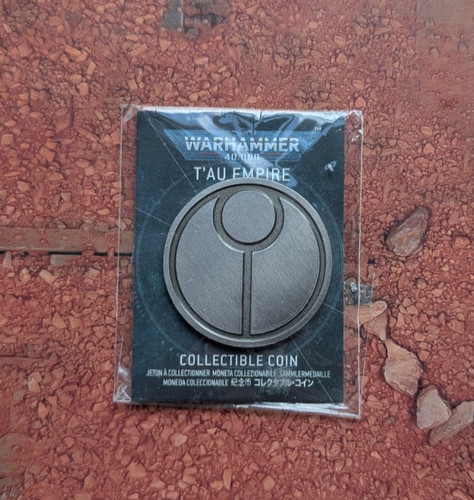 WARHAMMER
40,000
T'AU EMPIRE
COLLECTIBLE COIN
JETON À COLLECTIONNER MONETA COLLEZIONABILE SAMMLERMEDAILLE
MONEDA COLECCIONABLE 纪念币 コレクタブル・コイン